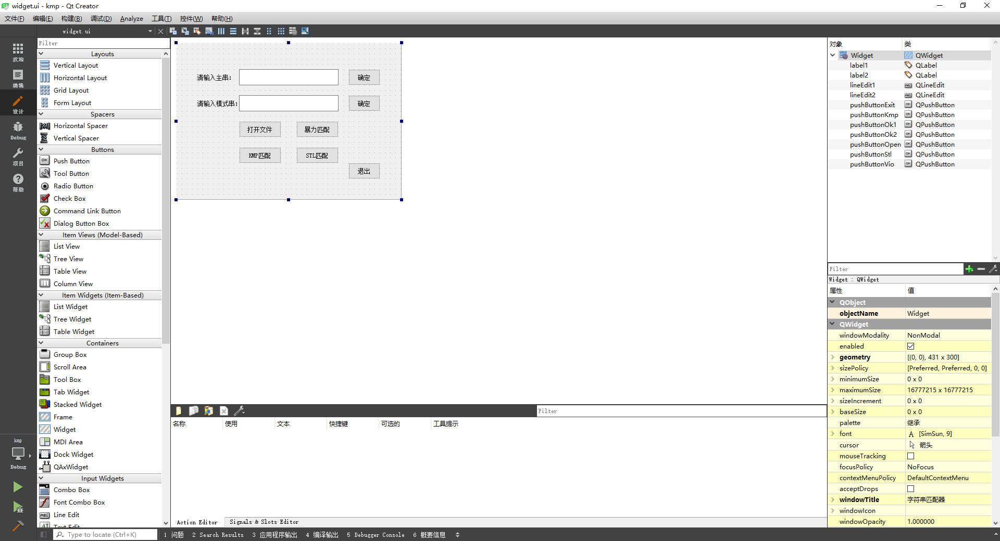 widget.ui - kmp - Qt Creator
文件(F) 编辑(E) 构建(B) 调试(D) Analyze 工具(T) 控件(W) 帮助(H)
widget.ui
欢迎
编辑
设计
Debug
项目
帮助
kmp
Debug
Filter
Layouts
Vertical Layout
Horizontal Layout
Grid Layout
Form Layout
Spacers
Horizontal Spacer
Vertical Spacer
Buttons
Push Button
Tool Button
Radio Button
Check Box
Command Link Button
Dialog Button Box
Item Views (Model-Based)
List View
Tree View
Table View
Column View
Item Widgets (Item-Based)
List Widget
Tree Widget
Table Widget
Containers
Group Box
Scroll Area
Tool Box
Tab Widget
Stacked Widget
Frame
Widget
MDI Area
Dock Widget
QAxWidget
Input Widgets
Combo Box
Font Combo Box
Line Edit
Text Edit
请输入主串： 确定
请输入模式串： 确定
打开文件 暴力匹配
KMP匹配 STL匹配
退出
Filter
名称 使用 文本 快捷键 可选的 工具提示
Action Editor Signals & Slots Editor
对象 类
Widget QWidget
label1 QLabel
label2 QLabel
lineEdit1 QLineEdit
lineEdit2 QLineEdit
pushButtonExit QPushButton
pushButtonKmp QPushButton
pushButtonOk1 QPushButton
pushButtonOk2 QPushButton
pushButtonOpen QPushButton
pushButtonStl QPushButton
pushButtonVio QPushButton
Filter
Widget : QWidget
属性 值
QObject
objectName Widget
QWidget
windowModality NonModal
enabled
geometry [(0, 0), 431 x 300]
sizePolicy [Preferred, Preferred, 0, 0]
minimumSize 0 x 0
maximumSize 16777215 x 16777215
sizeIncrement 0 x 0
baseSize 0 x 0
palette 继承
font A [SimSun, 9]
cursor 箭头
mouseTracking
focusPolicy NoFocus
contextMenuPolicy DefaultContextMenu
acceptDrops
windowTitle 字符串匹配器
windowIcon
windowOpacity 1.000000
Type to locate (Ctrl+K) 1 问题 2 Search Results 3 应用程序输出 4 编译输出 5 Debugger Console 6 概要信息